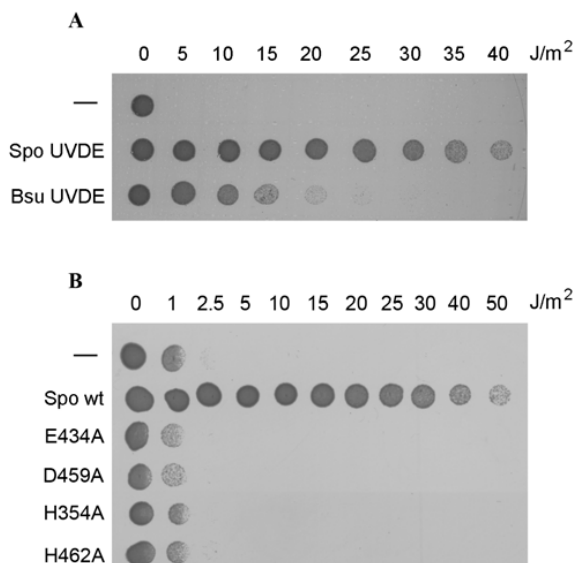 A
0 5 10 15 20 25 30 35 40 J/m²
—
Spo UVDE
Bsu UVDE
B
0 1 2.5 5 10 15 20 25 30 40 50 J/m²
—
Spo wt
E434A
D459A
H354A
H462A